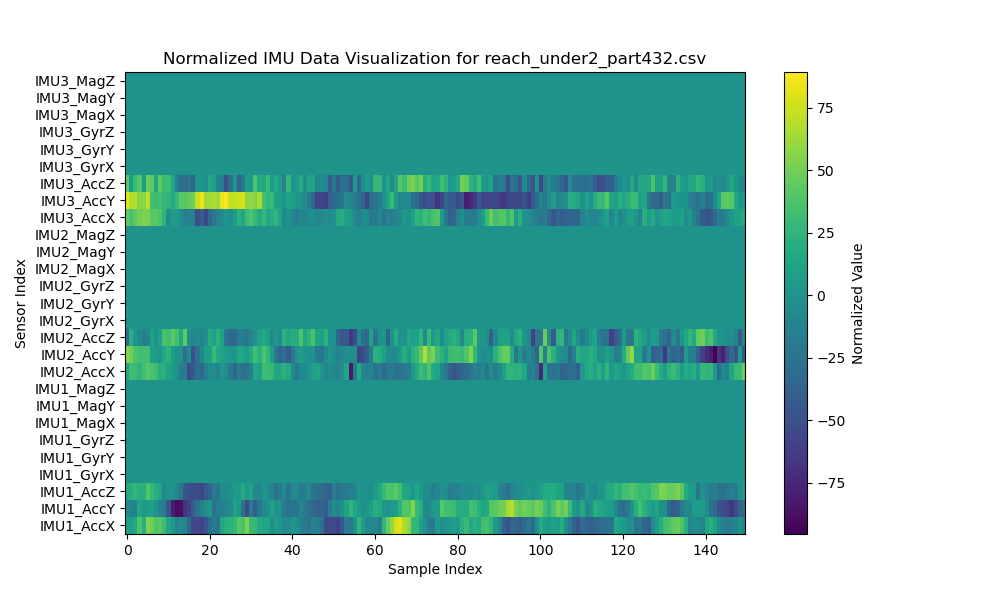 Normalized IMU Data Visualization for reach_under2_part432.csv
IMU3_MagZ
IMU3_MagY
IMU3_MagX
IMU3_GyrZ
IMU3_GyrY
IMU3_GyrX
IMU3_AccZ
IMU3_AccY
IMU3_AccX
IMU2_MagZ
IMU2_MagY
IMU2_MagX
IMU2_GyrZ
IMU2_GyrY
IMU2_GyrX
IMU2_AccZ
IMU2_AccY
IMU2_AccX
IMU1_MagZ
IMU1_MagY
IMU1_MagX
IMU1_GyrZ
IMU1_GyrY
IMU1_GyrX
IMU1_AccZ
IMU1_AccY
IMU1_AccX
Sensor Index
0 20 40 60 80 100 120 140
Sample Index
75
50
25
0
−25
−50
−75
Normalized Value